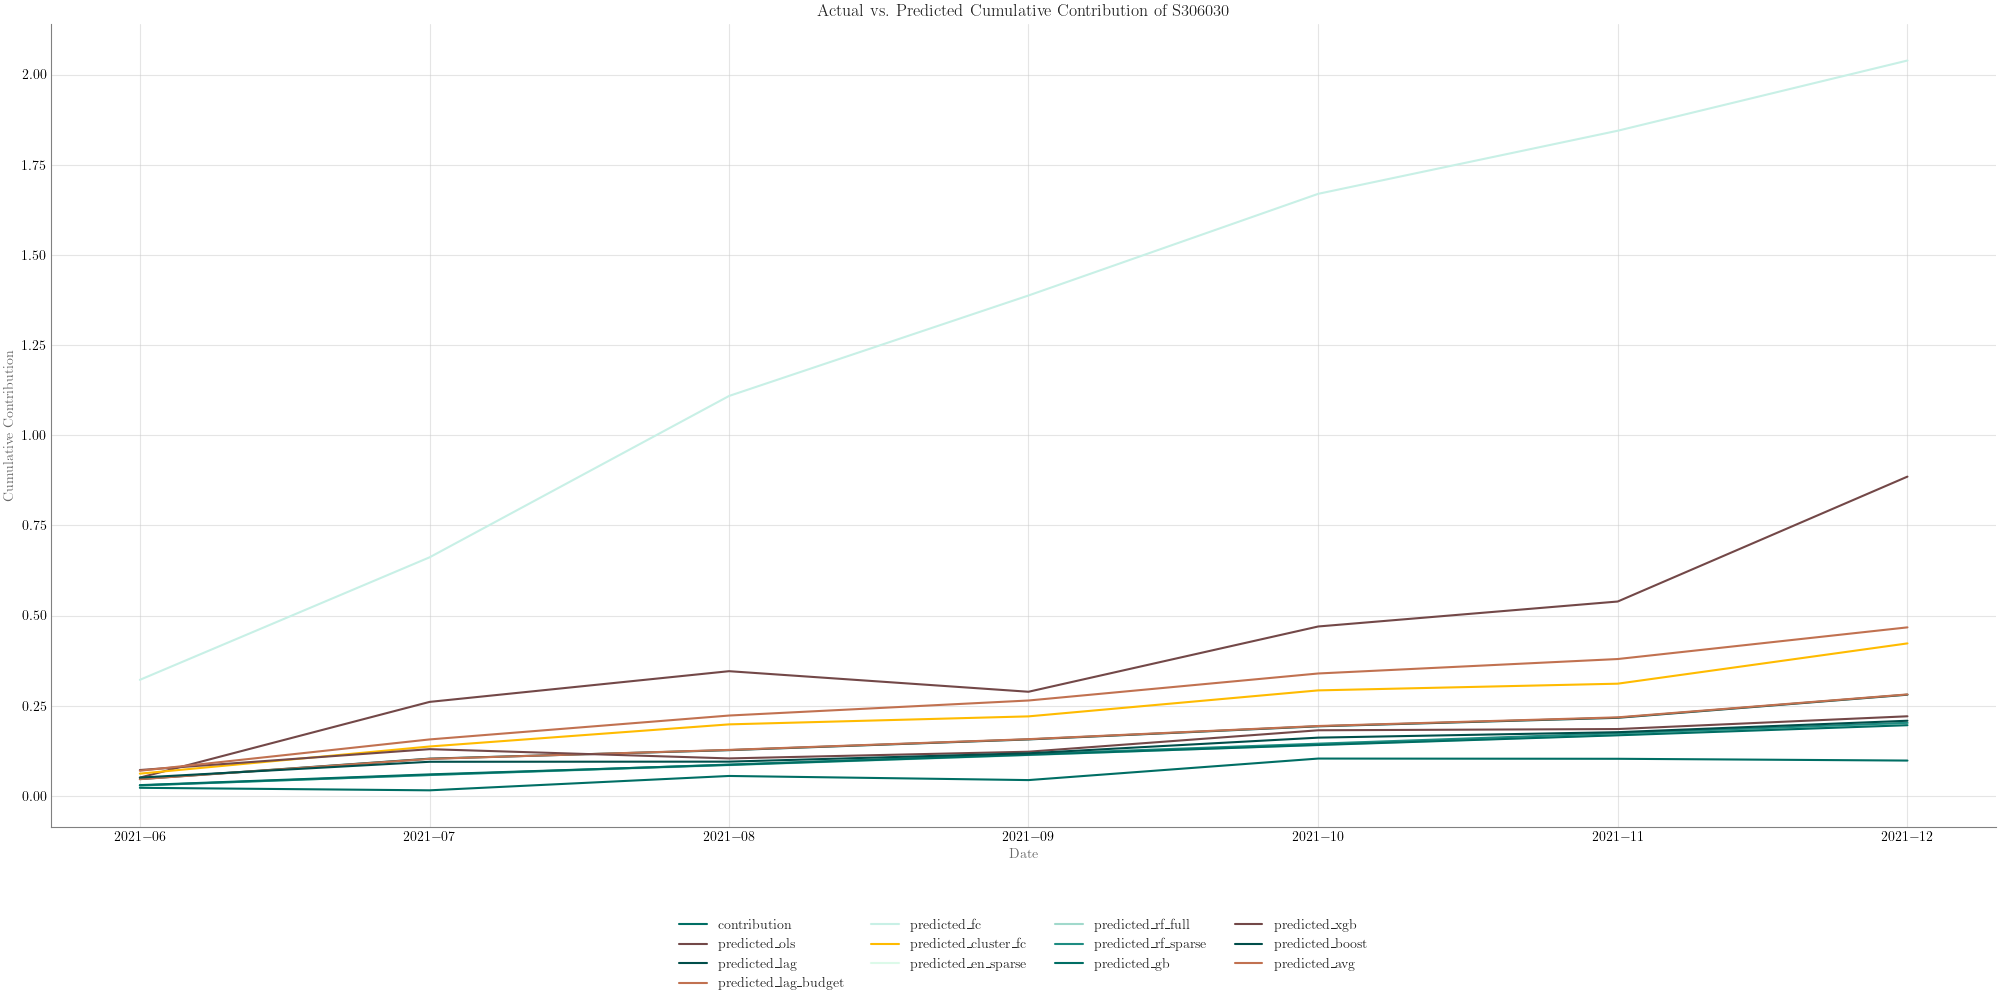 Actual vs. Predicted Cumulative Contribution of S306030
2.00
1.75
1.50
1.25
1.00
0.75
0.50
0.25
0.00
Cumulative Contribution
2021−06 2021−07 2021−08 2021−09 2021−10 2021−11 2021−12
Date
contribution predicted_fc predicted_rf_full predicted_xgb
predicted_ols predicted_cluster_fc predicted_rf_sparse predicted_boost
predicted_lag predicted_en_sparse predicted_gb predicted_avg
predicted_lag_budget